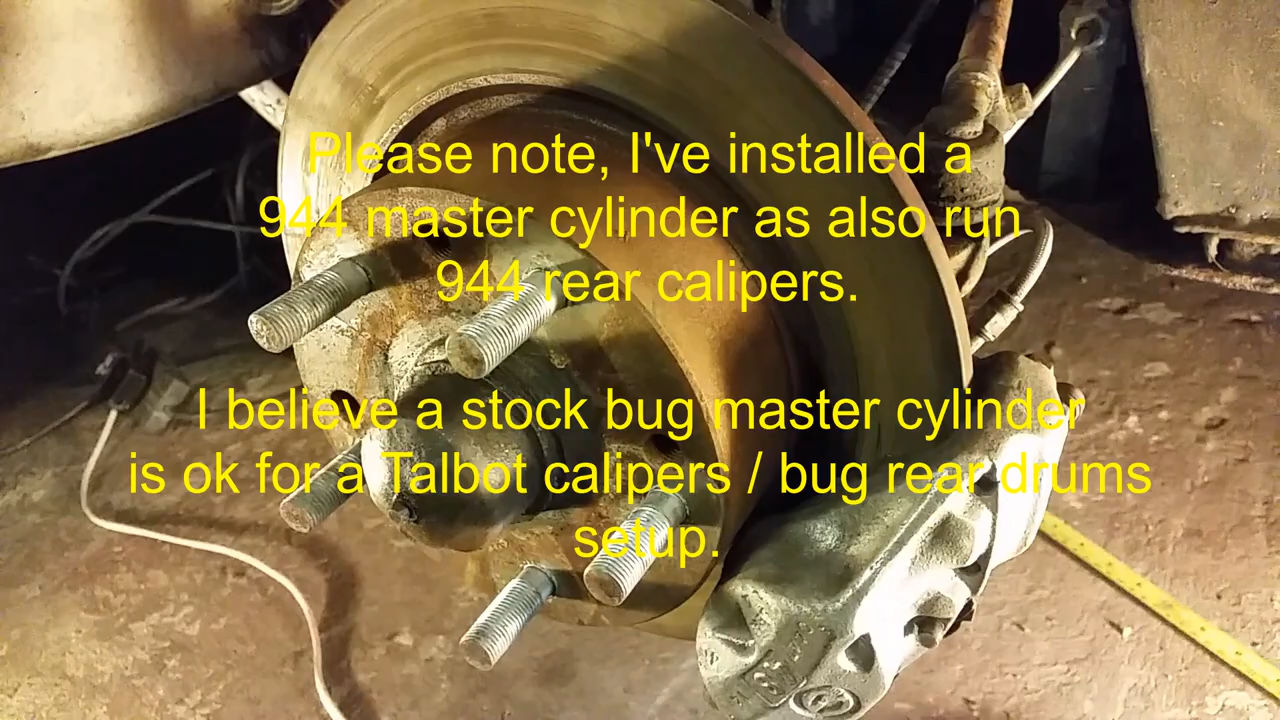 Please note, I've installed a
944 master cylinder as also run
944 rear calipers.
I believe a stock bug master cylinder
is ok for a Talbot calipers / bug rear drums
setup.